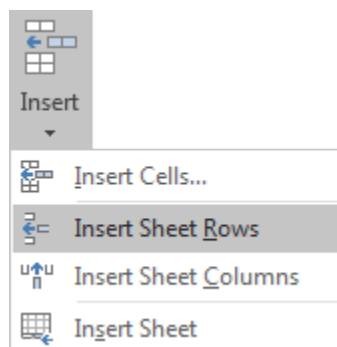 Insert
Insert Cells...
Insert Sheet Rows
Insert Sheet Columns
Insert Sheet